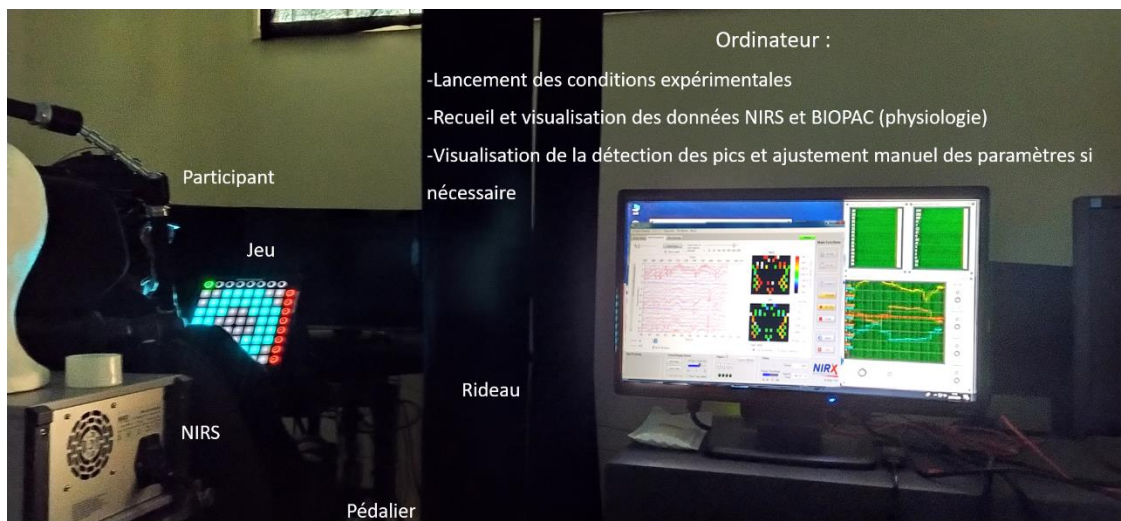 Ordinateur :
-Lancement des conditions expérimentales
-Recueil et visualisation des données NIRS et BIOPAC (physiologie)
-Visualisation de la détection des pics et ajustement manuel des paramètres si
nécessaire
Participant
Jeu
Rideau
NIRS
Pédalier
NIRX